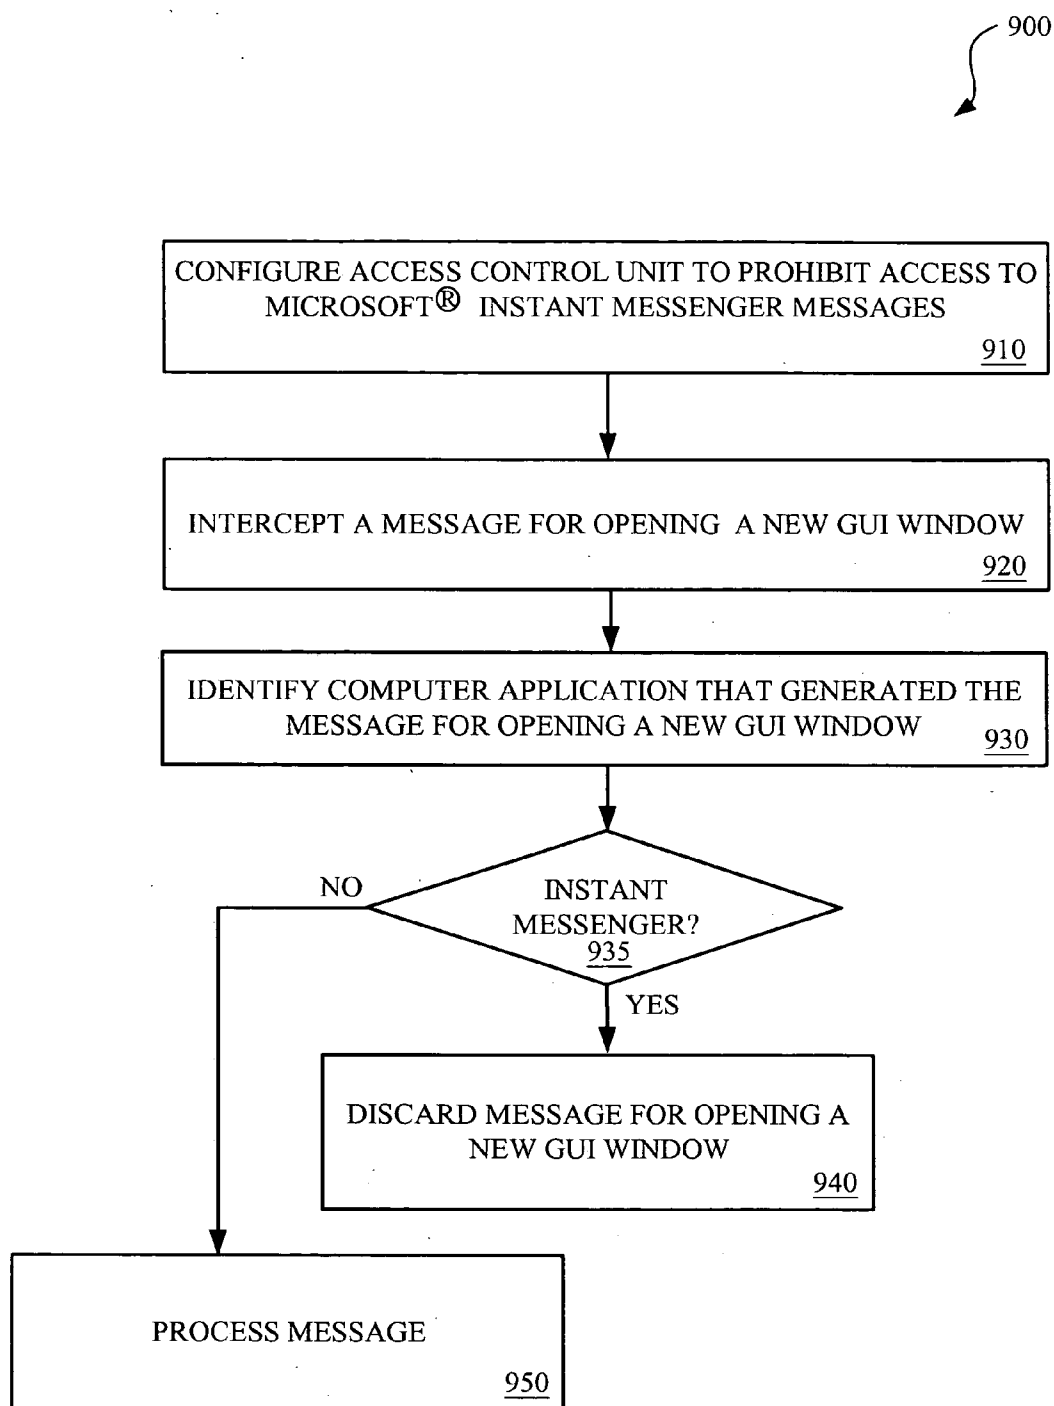 900
CONFIGURE ACCESS CONTROL UNIT TO PROHIBIT ACCESS TO
MICROSOFT® INSTANT MESSENGER MESSAGES
910
INTERCEPT A MESSAGE FOR OPENING A NEW GUI WINDOW
920
IDENTIFY COMPUTER APPLICATION THAT GENERATED THE
MESSAGE FOR OPENING A NEW GUI WINDOW
930
NO
INSTANT
MESSENGER?
935
YES
DISCARD MESSAGE FOR OPENING A
NEW GUI WINDOW
940
PROCESS MESSAGE
950